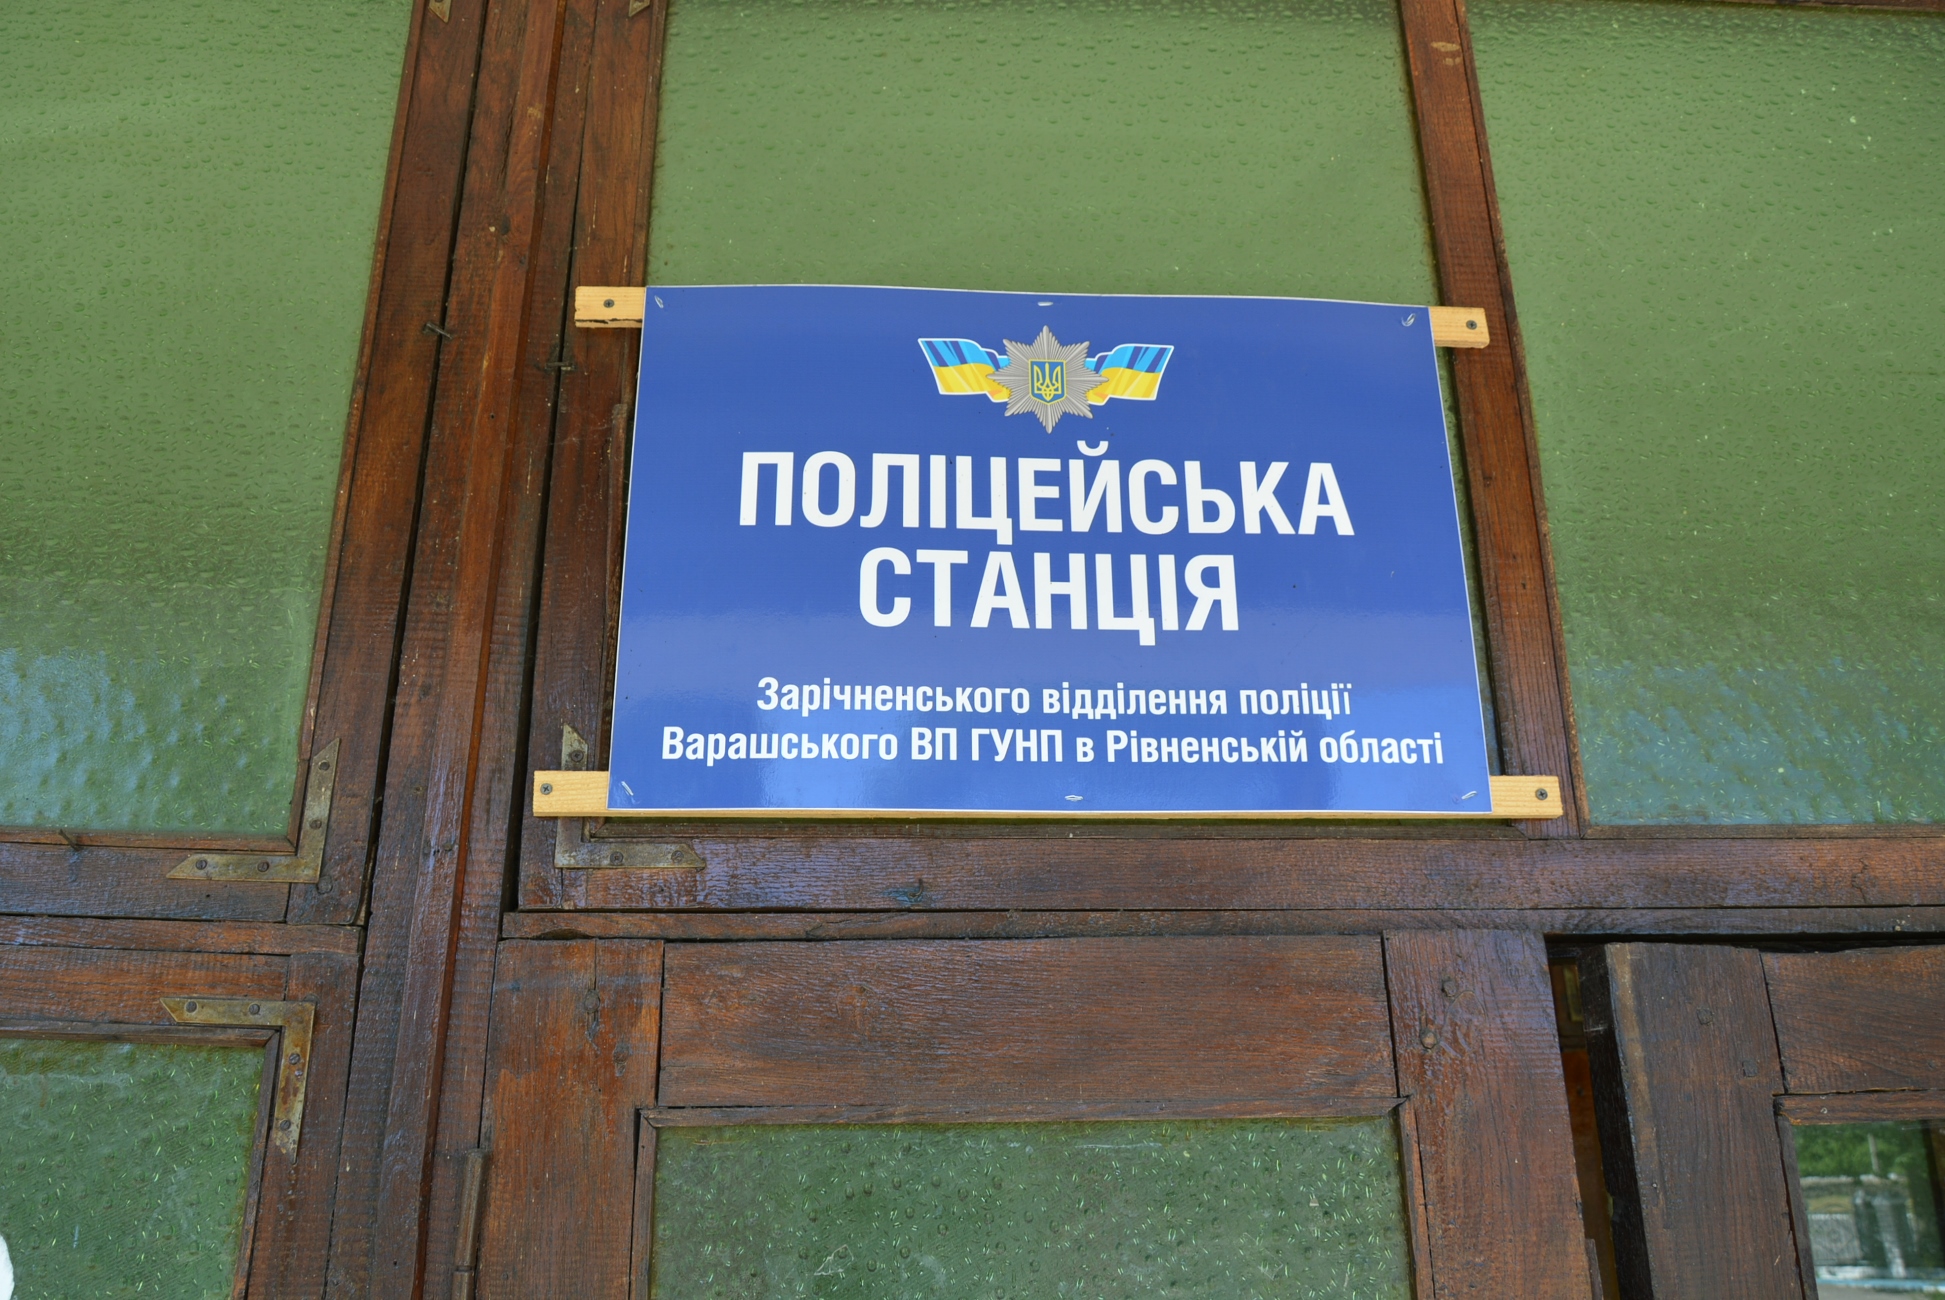 ПОЛІЦЕЙСЬКА
СТАНЦІЯ
Зарічненського відділення поліції
Варашського ВП ГУНП в Рівненській області